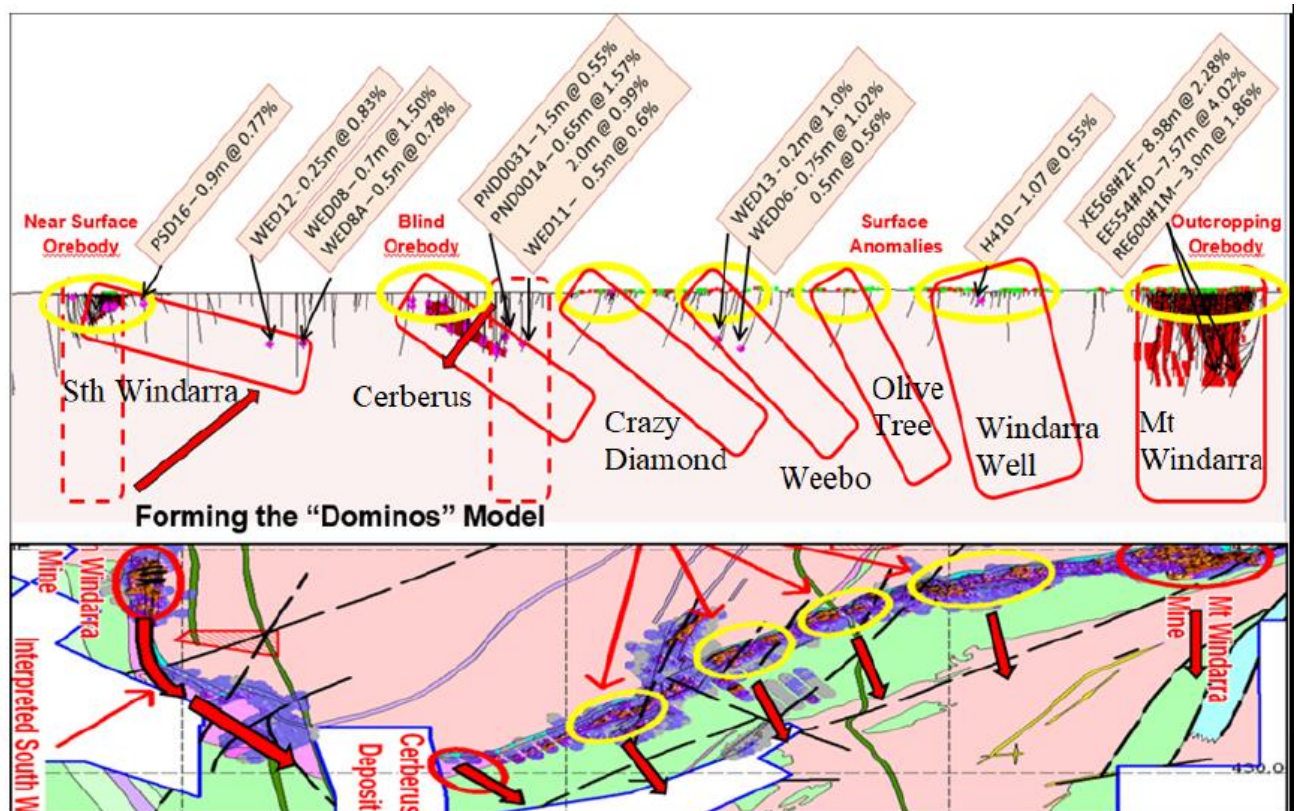 PSD16 – 0.9m @ 0.77%
WED12 - 0.25m @ 0.83%
WED08 – 0.7m @ 1.50%
WED8A – 0.5m @ 0.78%
PND0031 – 1.5m @ 0.55%
PND0014 – 0.65m @ 1.57%
2.0m @ 0.99%
WED11 – 0.5m @ 0.6%
WED13 - 0.2m @ 1.0%
WED06 - 0.75m @ 1.02%
0.5m @ 0.56%
H410 – 1.07 @ 0.55%
XE568#2F – 8.98m @ 2.28%
EE554#4D – 7.57m @ 4.02%
RE600#1M – 3.0m @ 1.86%
Near Surface
Orebody
Blind
Orebody
Surface
Anomalies
Outcropping
Orebody
Sth Windarra
Cerberus
Crazy
Diamond
Weebo
Olive
Tree
Windarra
Well
Mt
Windarra
Forming the “Dominos” Model
h Windarra
Mine
Interpreted South W
Cerberus
Deposit
Mt Windarra
Mine
430.0